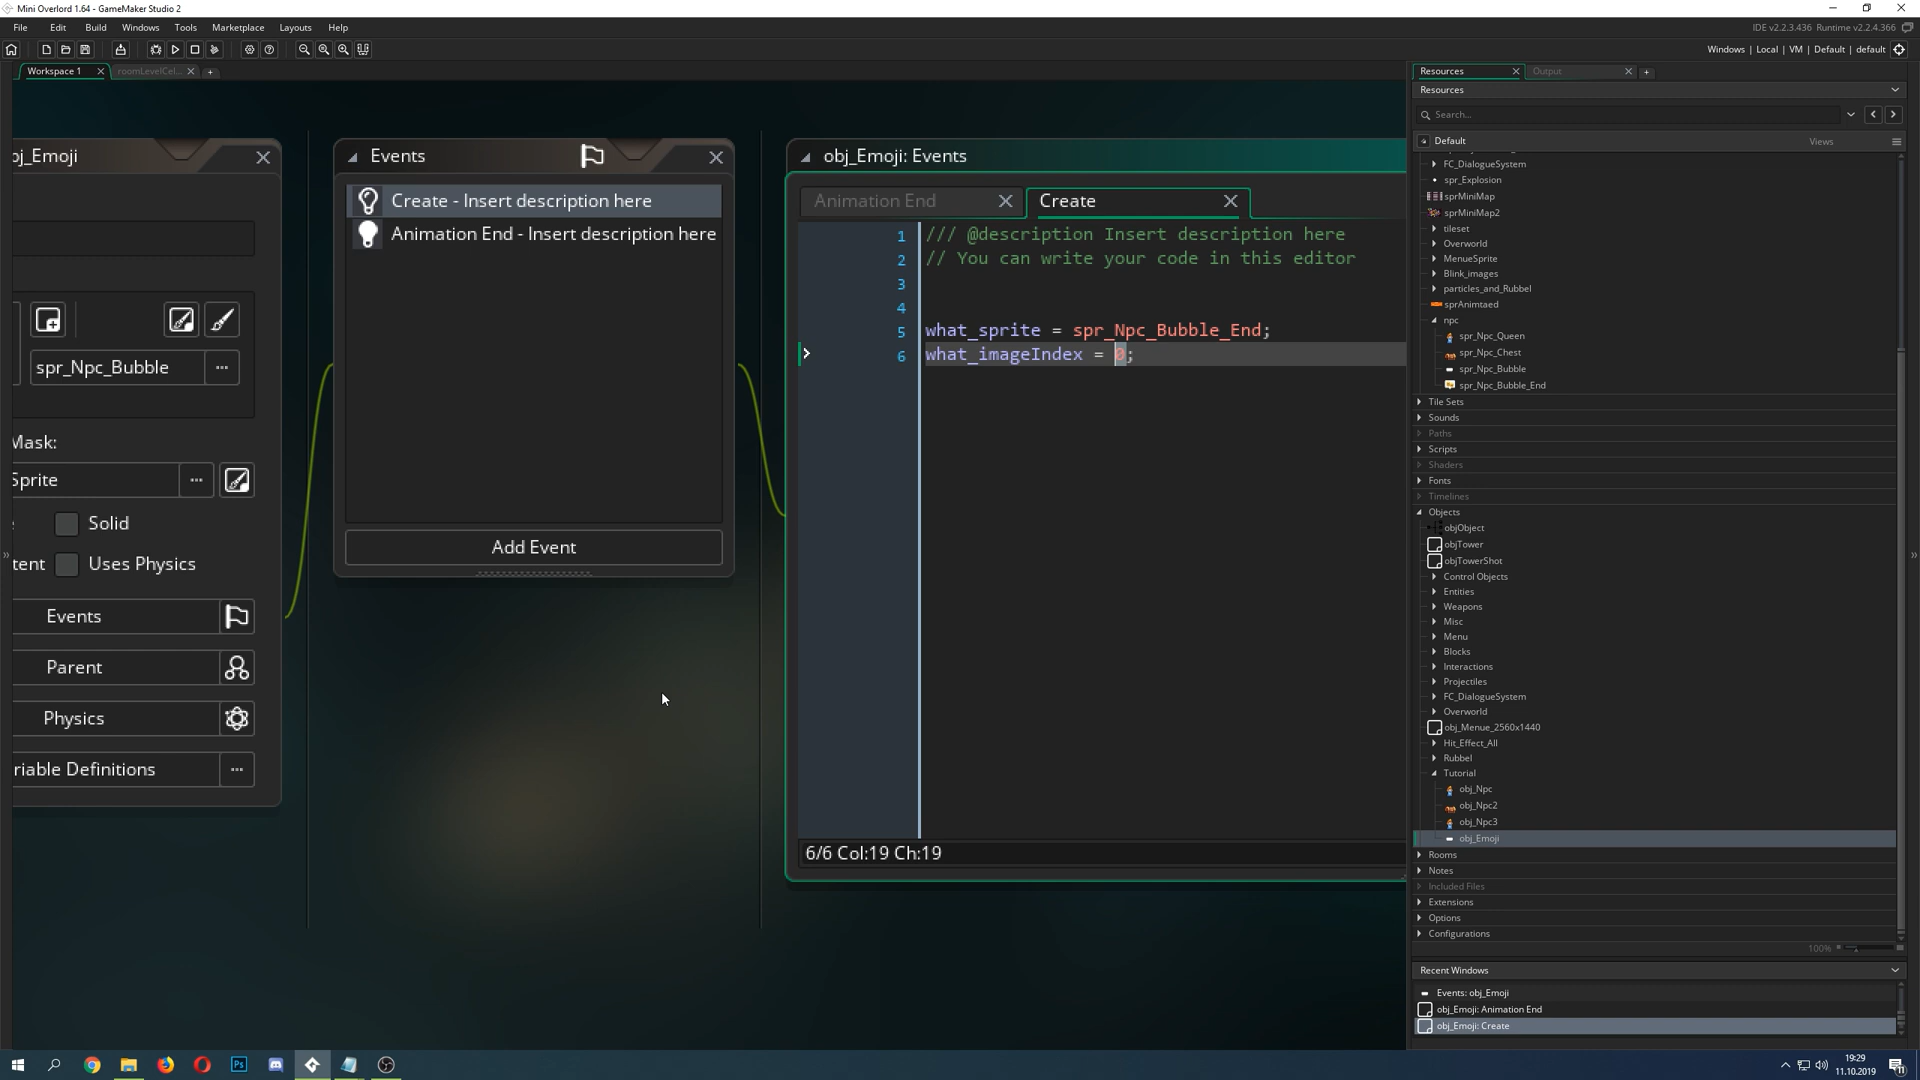 Mini Overlord 1.64 - GameMaker Studio 2
File Edit Build Windows Tools Marketplace Layouts Help
IDE v2.2.3.436 Runtime v2.2.4.366
Windows | Local | VM | Default | default
Workspace 1
roomLevelCel...
obj_Emoji
spr_Npc_Bubble
Mask:
Sprite
Solid
tent
Uses Physics
Events
Parent
Physics
riable Definitions
Events
Create - Insert description here
Animation End - Insert description here
Add Event
obj_Emoji: Events
Animation End
Create
1 /// @description Insert description here
2 // You can write your code in this editor
3
4
5 what_sprite = spr_Npc_Bubble_End;
6 what_imageIndex = 0;
6/6 Col:19 Ch:19
Resources
Output
Resources
Search...
Default
Views
FC_DialogueSystem
spr_Explosion
sprMiniMap
sprMiniMap2
tileset
Overworld
MenueSprite
Blink_images
particles_and_Rubbel
sprAnimtaed
npc
spr_Npc_Queen
spr_Npc_Chest
spr_Npc_Bubble
spr_Npc_Bubble_End
Tile Sets
Sounds
Paths
Scripts
Shaders
Fonts
Timelines
Objects
objObject
objTower
objTowerShot
Control Objects
Entities
Weapons
Misc
Menu
Blocks
Interactions
Projectiles
FC_DialogueSystem
Overworld
obj_Menue_2560x1440
Hit_Effect_All
Rubbel
Tutorial
obj_Npc
obj_Npc2
obj_Npc3
obj_Emoji
Rooms
Notes
Included Files
Extensions
Options
Configurations
100%
Recent Windows
Events: obj_Emoji
obj_Emoji: Animation End
obj_Emoji: Create
Ps
19:29
11.10.2019
11